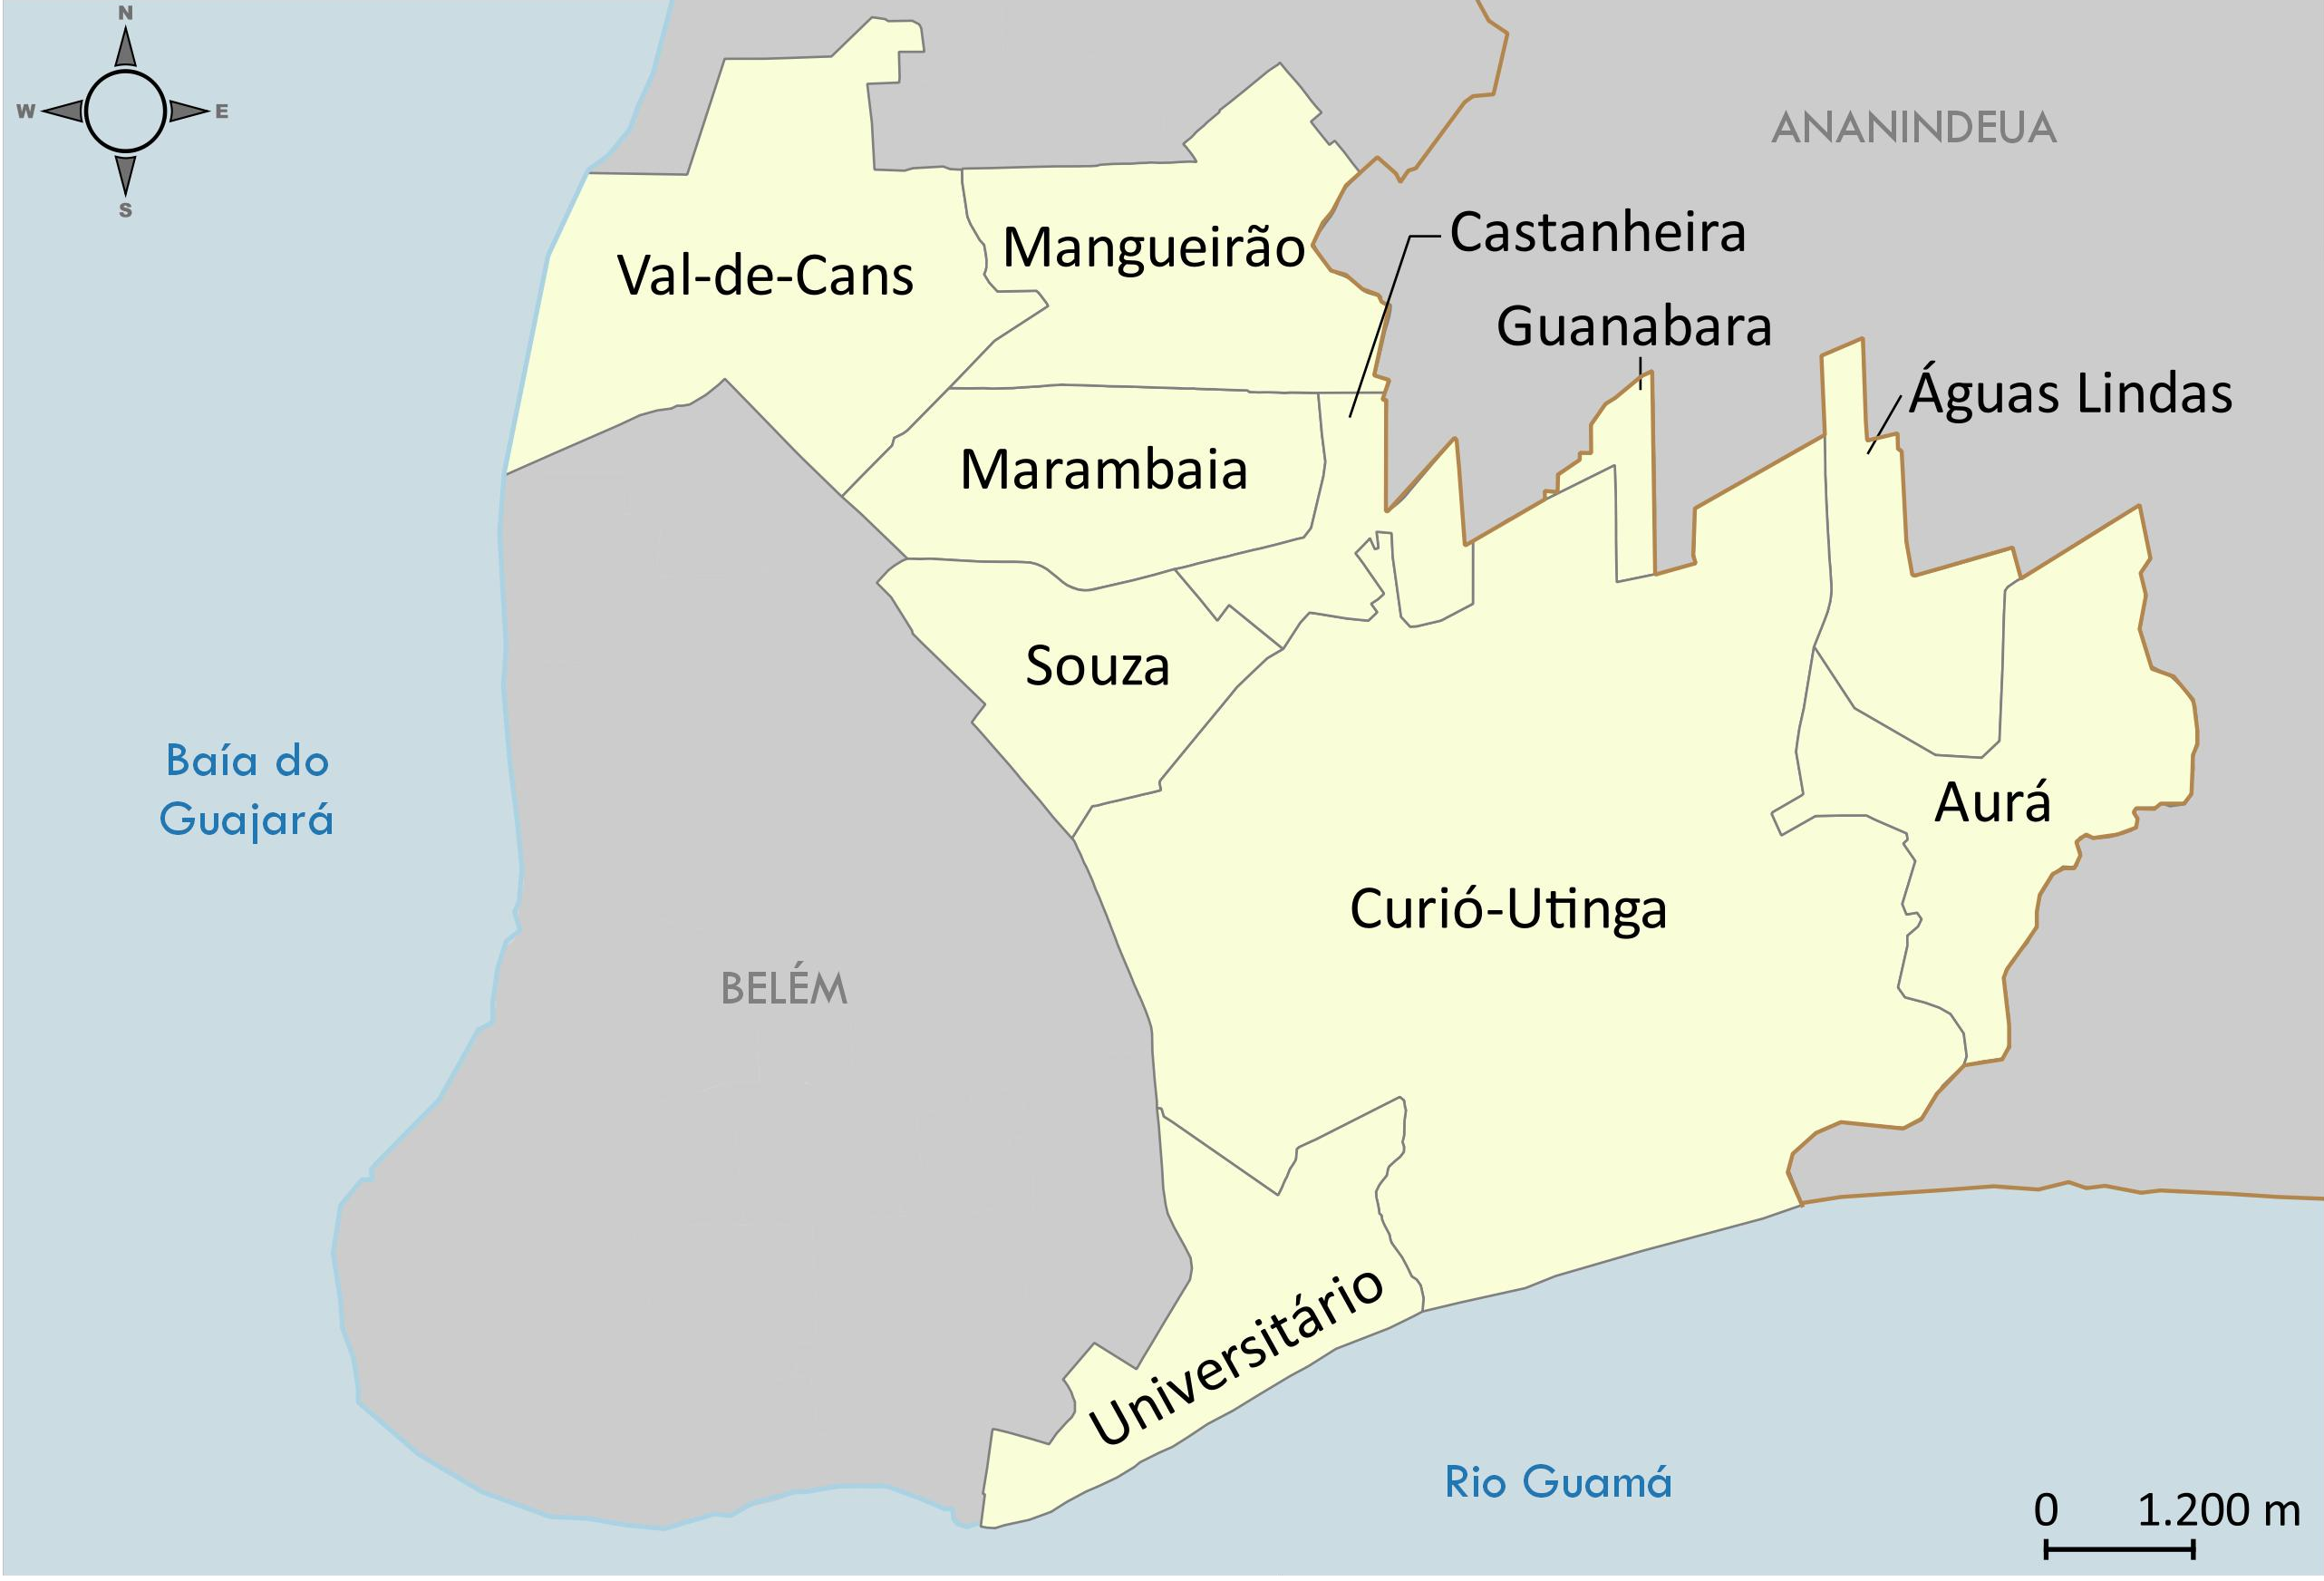 N
W
E
S
ANANINDEUA
Castanheira
Mangueirão
Val-de-Cans
Guanabara
Águas Lindas
Marambaia
Souza
Baía do
Guajará
Aurá
Curió-Utinga
BELÉM
Universitário
Rio Guamá
0
1.200 m